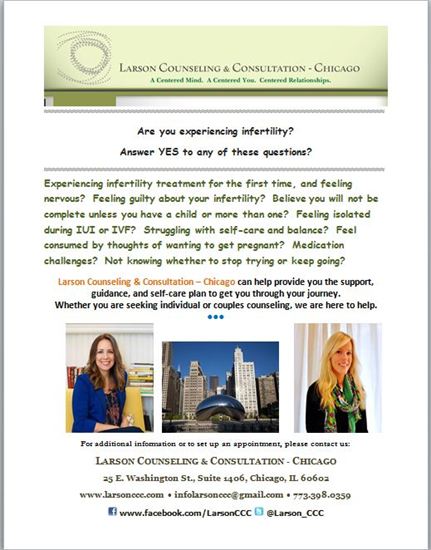 LARSON COUNSELING & CONSULTATION - CHICAGO
A Centered Mind. A Centered You. Centered Relationships.
Are you experiencing infertility?
Answer YES to any of these questions?
Experiencing infertility treatment for the first time, and feeling
nervous? Feeling guilty about your infertility? Believe you will not be
complete unless you have a child or more than one? Feeling isolated
during IUI or IVF? Struggling with self-care and balance? Feel
consumed by thoughts of wanting to get pregnant? Medication
challenges? Not knowing whether to stop trying or keep going?
Larson Counseling & Consultation – Chicago can help provide you the support,
guidance, and self-care plan to get you through your journey.
Whether you are seeking individual or couples counseling, we are here to help.
For additional information or to set up an appointment, please contact us:
LARSON COUNSELING & CONSULTATION - CHICAGO
25 E. Washington St., Suite 1406, Chicago, IL 60602
www.larsonccc.com • infolarsonccc@gmail.com • 773.398.0359
www.facebook.com/LarsonCCC @Larson_CCC